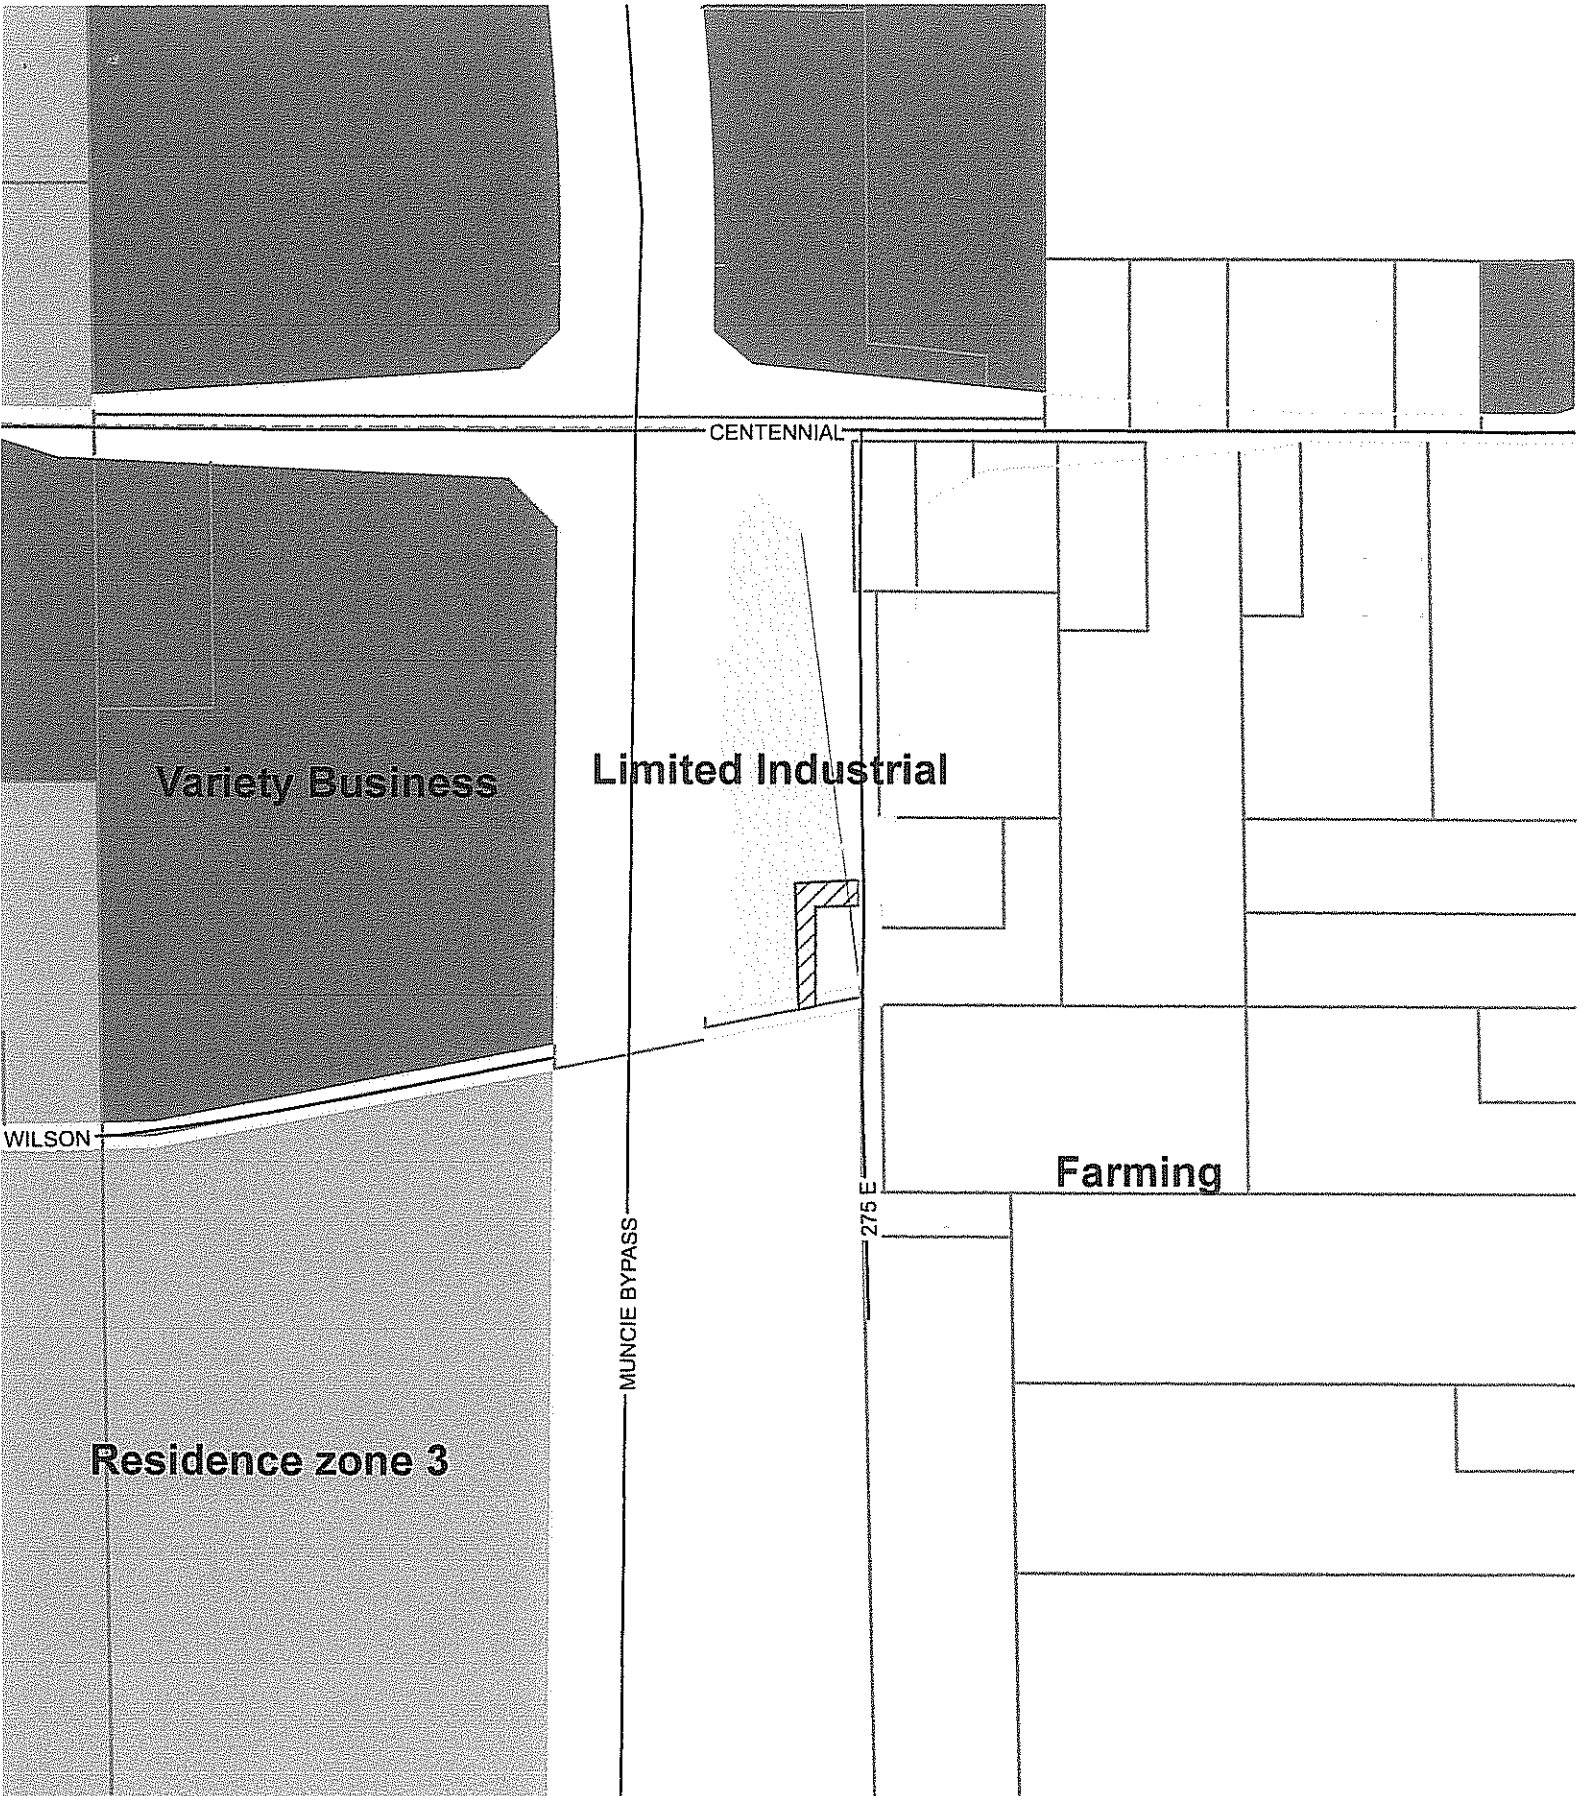 CENTENNIAL
Variety Business
Limited Industrial
WILSON
Farming
275 E
MUNCIE BYPASS
Residence zone 3